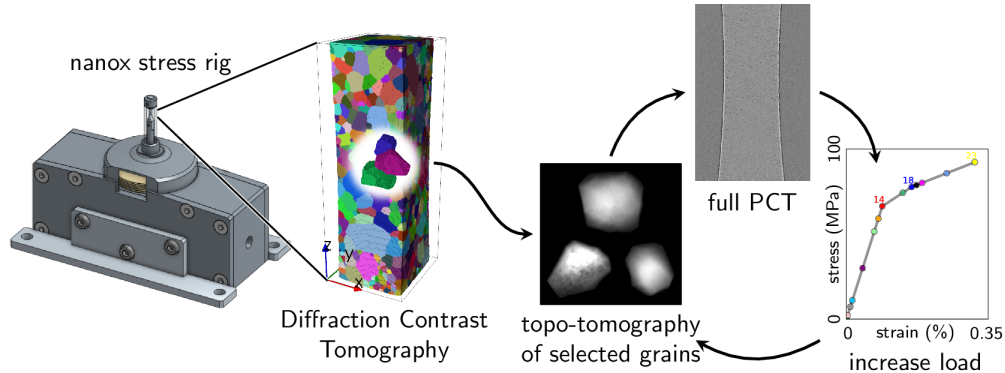 nanox stress rig
z
y
x
Diffraction Contrast
Tomography
topo-tomography
of selected grains
full PCT
100
21
18
14
stress (MPa)
0
0
strain (%)
0.35
increase load